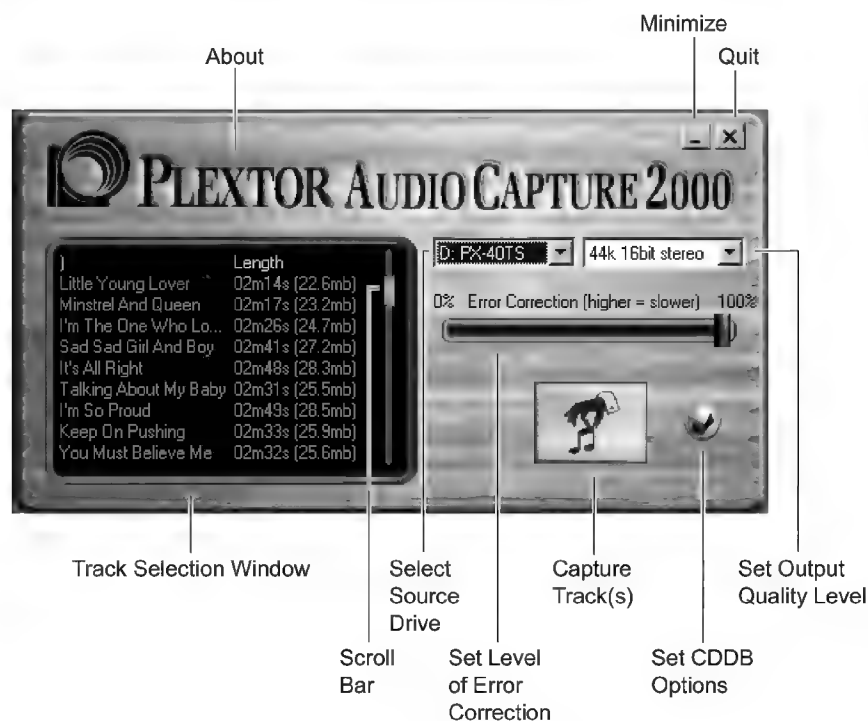 Minimize
About
Quit
PLEXTOR AUDIO CAPTURE 2000
) Length
Little Young Lover 02m14s (22.6mb)
Minstrel And Queen 02m17s (23.2mb)
I'm The One Who Lo... 02m26s (24.7mb)
Sad Sad Girl And Boy 02m41s (27.2mb)
It's All Right 02m48s (28.3mb)
Talking About My Baby 02m31s (25.5mb)
I'm So Proud 02m49s (28.5mb)
Keep On Pushing 02m33s (25.9mb)
You Must Believe Me 02m32s (25.6mb)
D: PX-40TS
44k 16bit stereo
0% Error Correction (higher = slower) 100%
Track Selection Window
Select
Source
Drive
Capture
Track(s)
Set Output
Quality Level
Scroll
Bar
Set Level
of Error
Correction
Set CDDB
Options